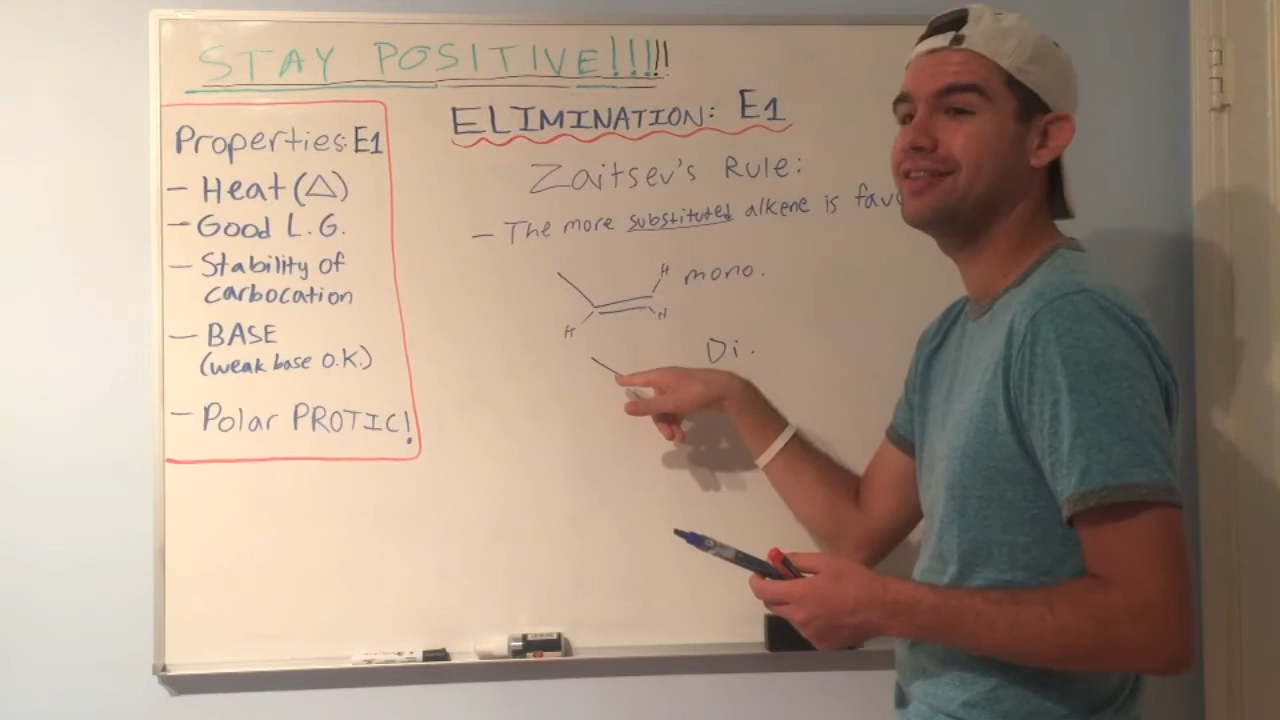 STAY POSITIVE!!!!!
ELIMINATION: E1
Properties: E1
- Heat (△)
- Good L.G.
- Stability of
carbocation
- BASE
(weak base O.K.)
- Polar PROTIC!
Zaitsev's Rule:
- The more substituted alkene is
H mono.
H
H
Di.